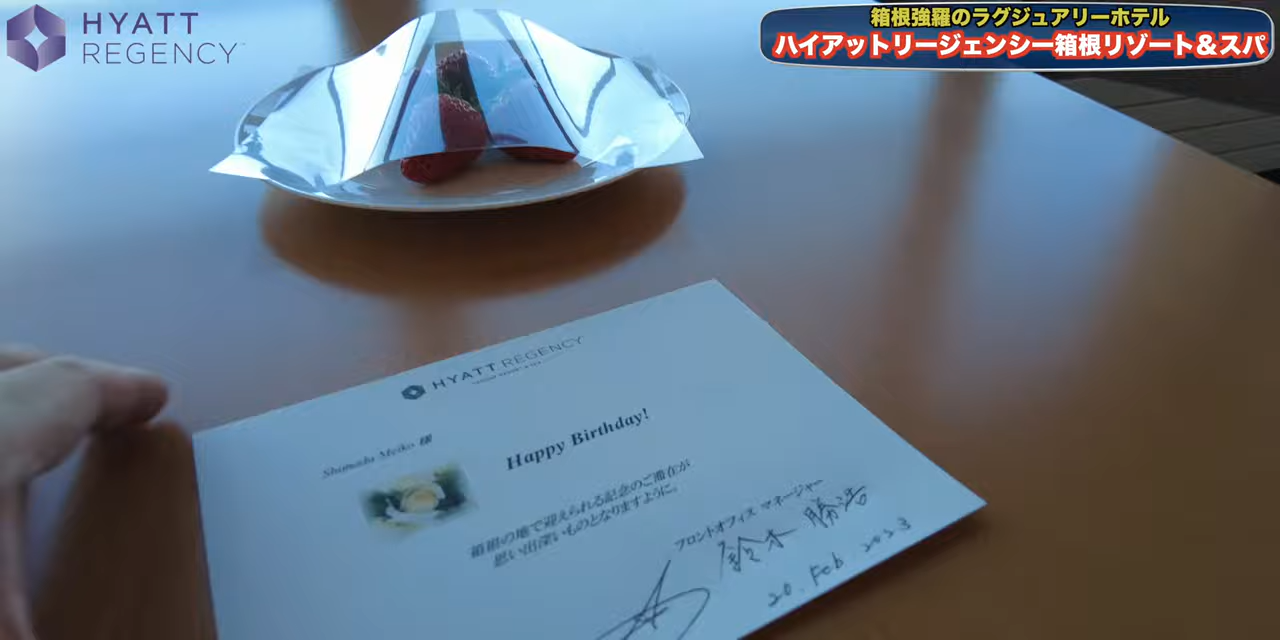 HYATT
REGENCY™
箱根強羅のラグジュアリーホテル
ハイアットリージェンシー箱根リゾート&スパ
HYATT REGENCY
Meiko 様
Happy Birthday!
箱根の地で迎えられる記念のご滞在が
思い出深いものとなりますように。
フロントオフィス マネージャー
鈴木 勝浩
20. Feb 2023